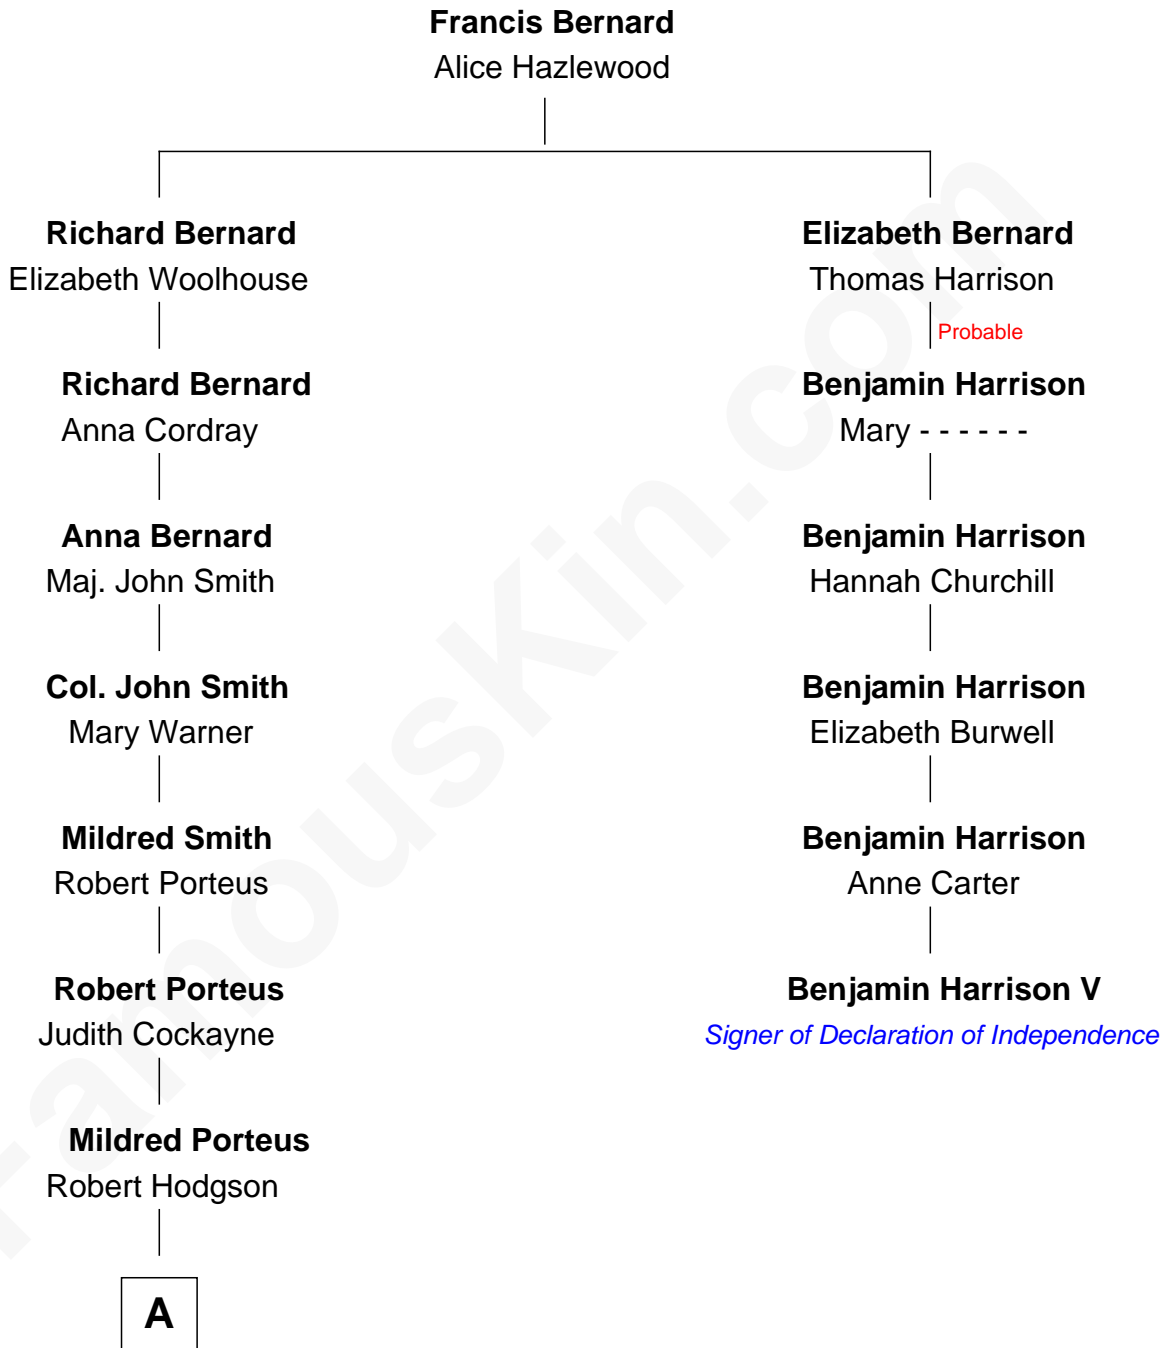 Francis Bernard
Alice Hazlewood
Richard Bernard
Elizabeth Woolhouse
Elizabeth Bernard
Thomas Harrison
Probable
Richard Bernard
Anna Cordray
Benjamin Harrison
Mary - - - - - -
Anna Bernard
Maj. John Smith
Benjamin Harrison
Hannah Churchill
Col. John Smith
Mary Warner
Benjamin Harrison
Elizabeth Burwell
Mildred Smith
Robert Porteus
Benjamin Harrison
Anne Carter
Robert Porteus
Judith Cockayne
Benjamin Harrison V
Signer of Declaration of Independence
Mildred Porteus
Robert Hodgson
A
FamousKin.com